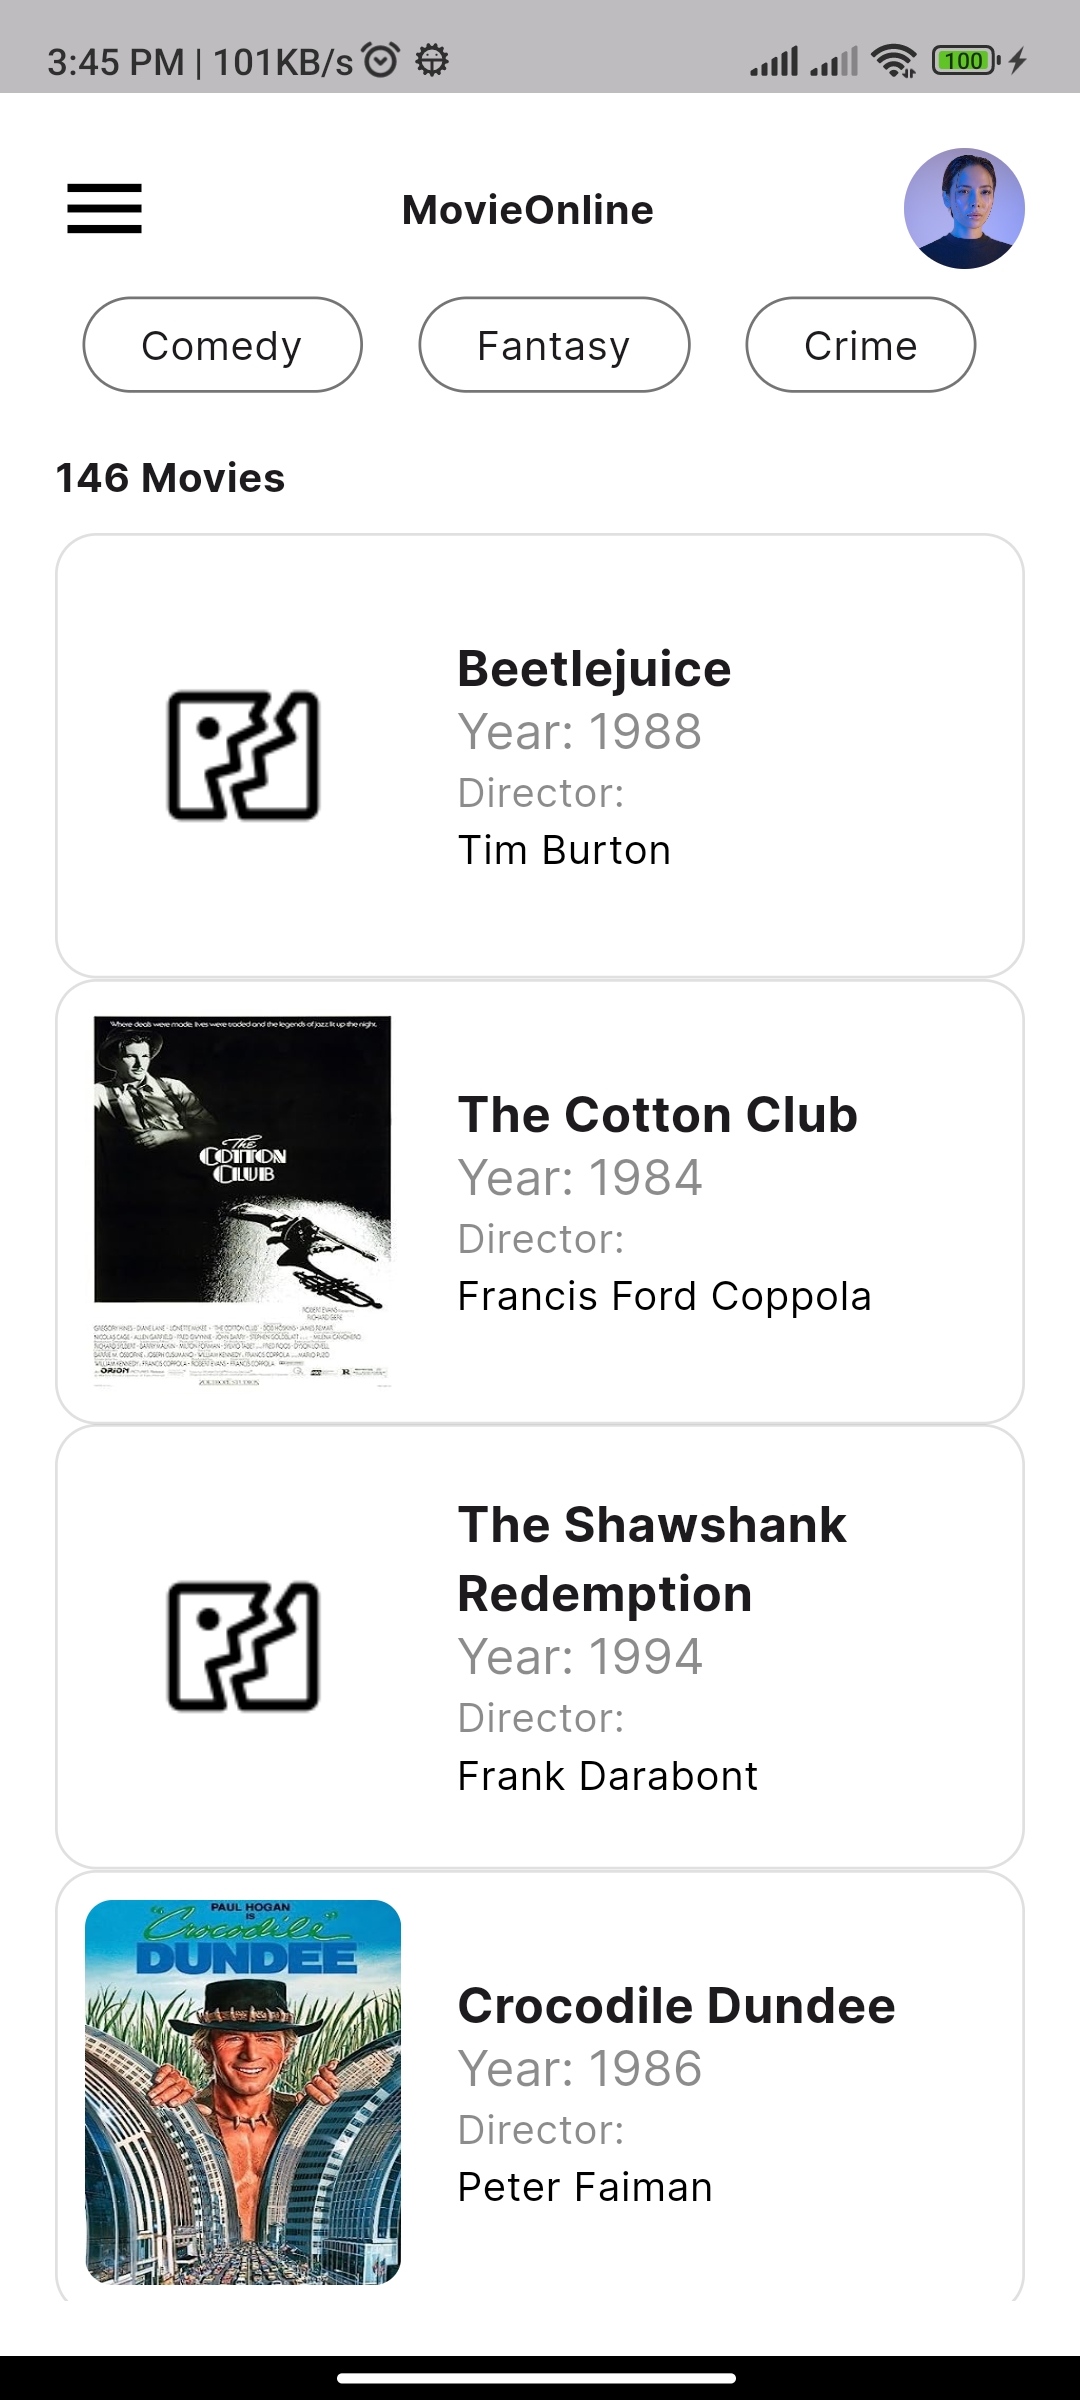 3:45 PM | 101KB/s
100
MovieOnline
Comedy
Fantasy
Crime
146 Movies
Beetlejuice
Year: 1988
Director:
Tim Burton
Where deals were made, lives were traded and the legends of jazz lit up the night.
The
COTTON
CLUB
ORION
The Cotton Club
Year: 1984
Director:
Francis Ford Coppola
The Shawshank
Redemption
Year: 1994
Director:
Frank Darabont
PAUL HOGAN
IS
"Crocodile"
DUNDEE
Crocodile Dundee
Year: 1986
Director:
Peter Faiman